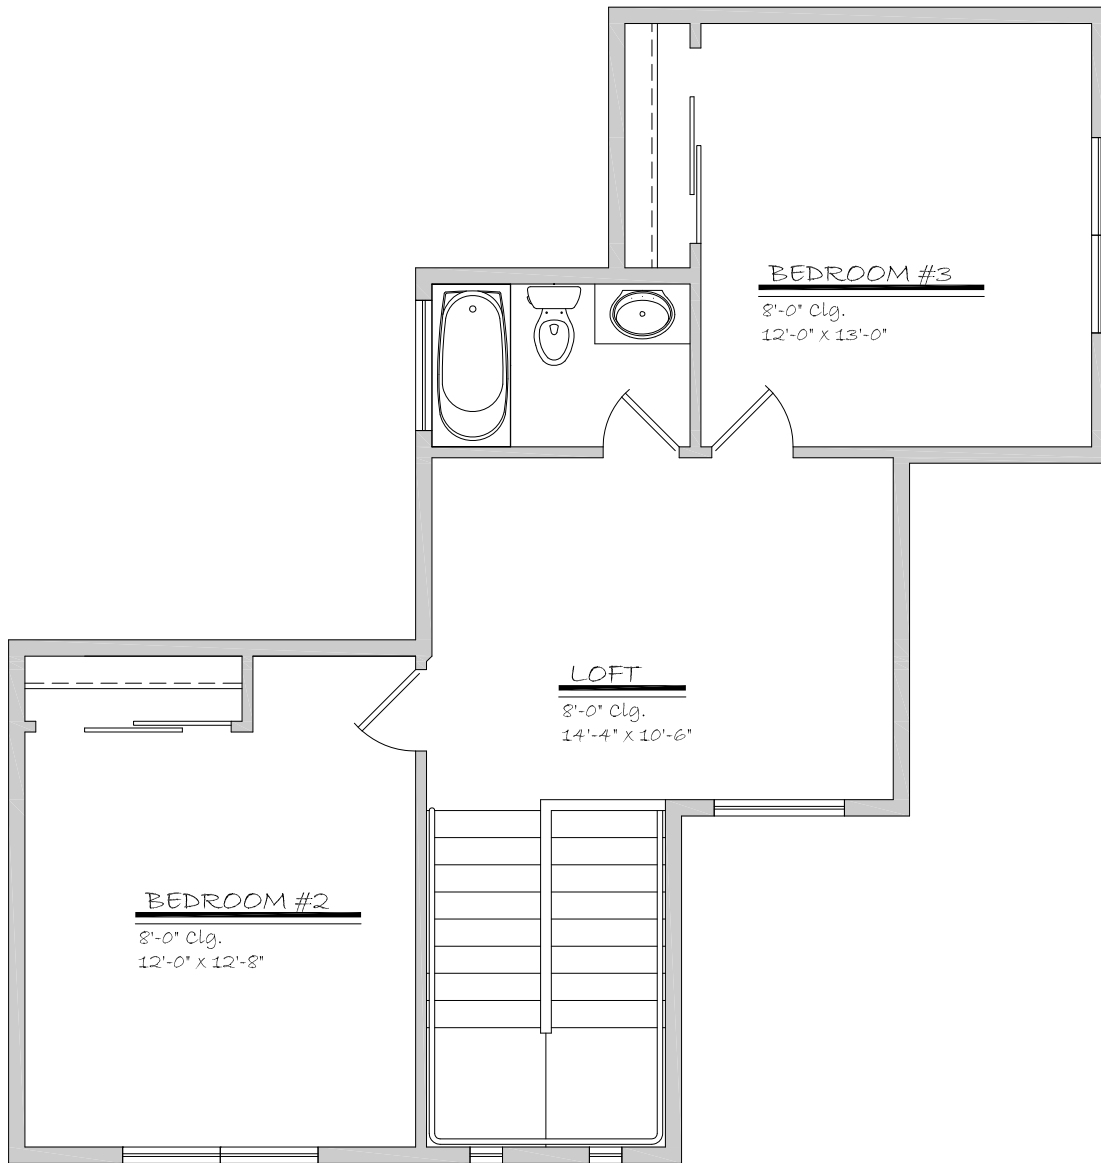 BEDROOM #3
8'-0" Clg.
12'-0" X 13'-0"
LOFT
8'-0" Clg.
14'-4" X 10'-6"
BEDROOM #2
8'-0" Clg.
12'-0" X 12'-8"